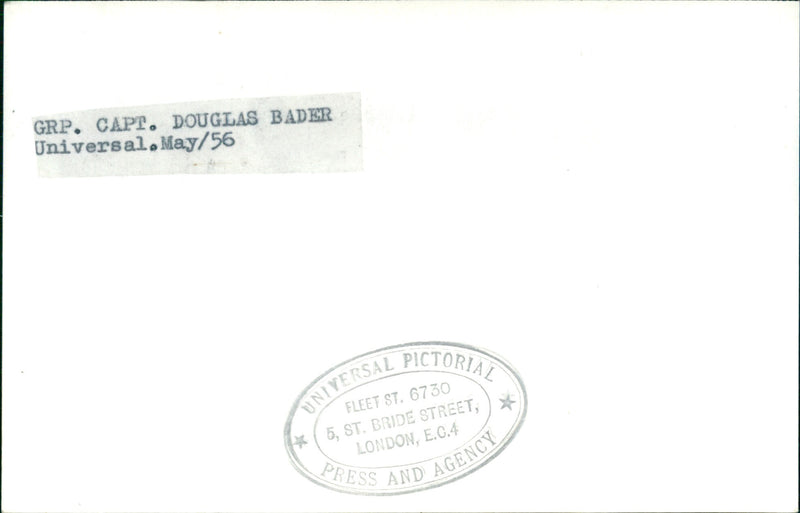 GRP. CAPT. DOUGLAS BADER
Universal.May/56
UNIVERSAL PICTORIAL
FLEET ST. 6730
5, ST. BRIDE STREET,
LONDON, E.C.4
PRESS AND AGENCY